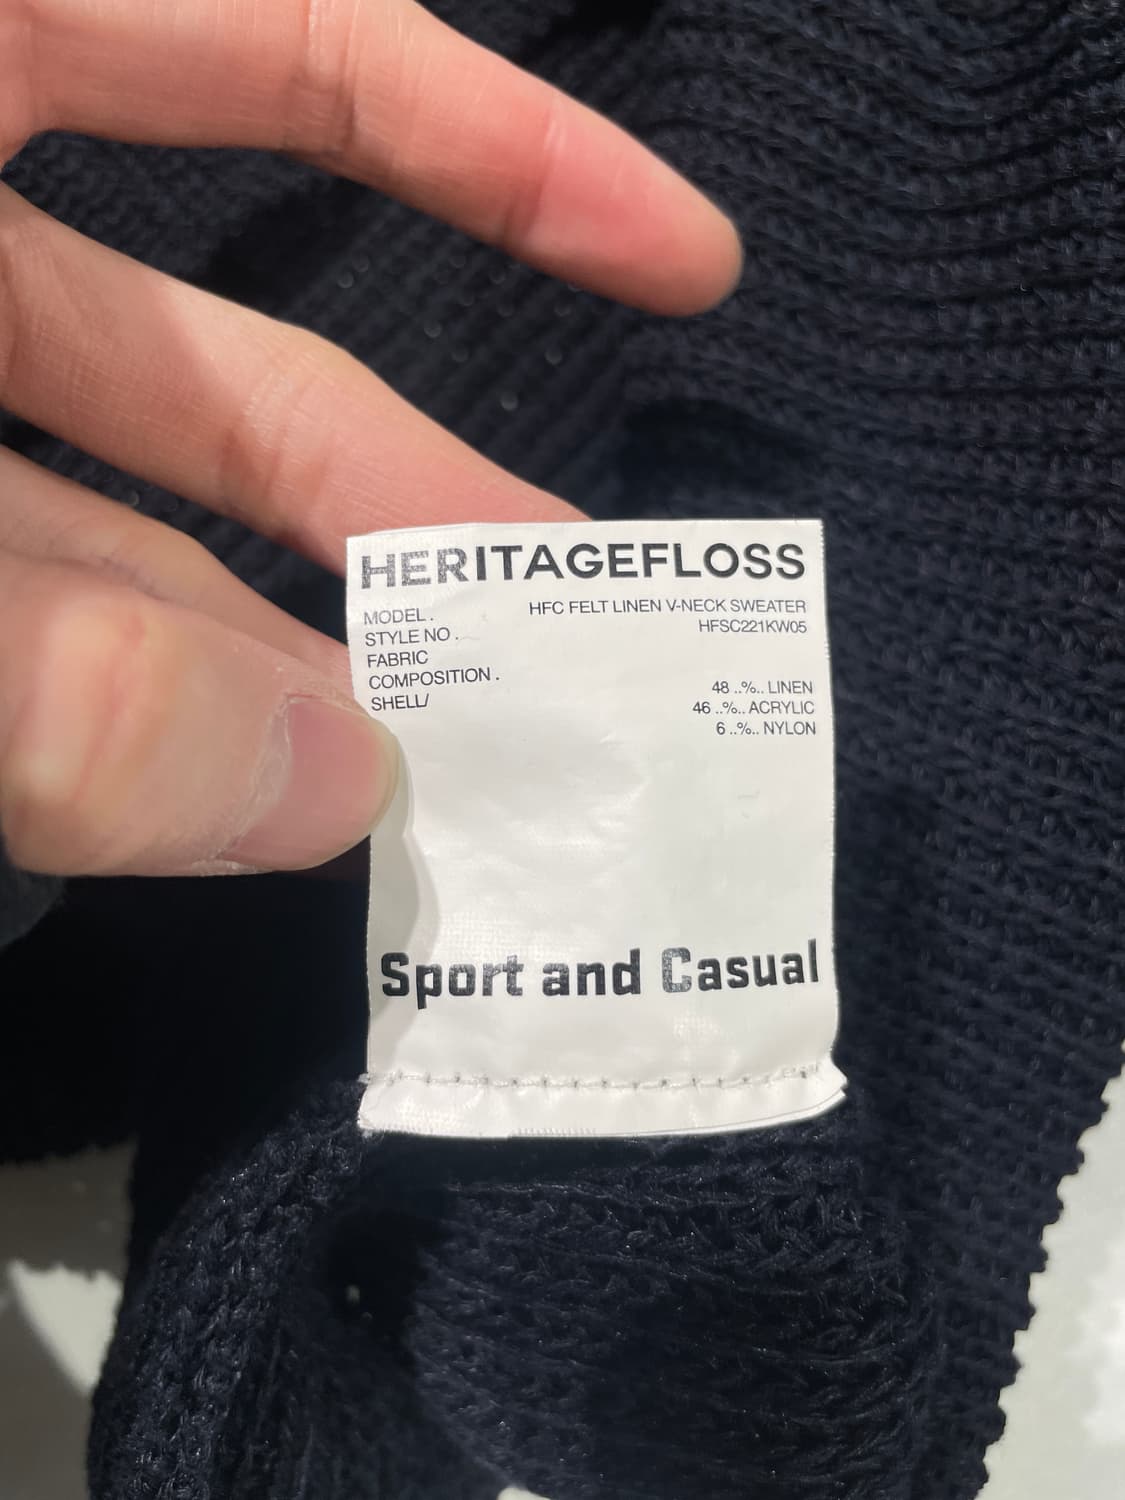 HERITAGEFLOSS
MODEL . HFC FELT LINEN V-NECK SWEATER
STYLE NO . HFSC221KW05
FABRIC
COMPOSITION . 48 ..%.. LINEN
SHELL/ 46 ..%.. ACRYLIC
6 ..%.. NYLON
Sport and Casual